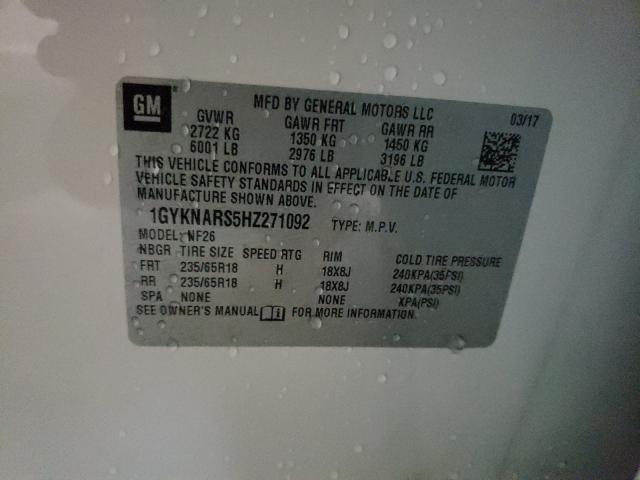 GM
MFD BY GENERAL MOTORS LLC 03/17
GVWR GAWR FRT GAWR RR
2722 KG 1350 KG 1450 KG
6001 LB 2976 LB 3196 LB
THIS VEHICLE CONFORMS TO ALL APPLICABLE U.S. FEDERAL MOTOR
VEHICLE SAFETY STANDARDS IN EFFECT ON THE DATE OF
MANUFACTURE SHOWN ABOVE.
1GYKNARS5HZ271092 TYPE: M.P.V.
MODEL: NF26
NBGR TIRE SIZE SPEED RTG RIM COLD TIRE PRESSURE
FRT 235/65R18 H 18X8J 240KPA(35PSI)
RR 235/65R18 H 18X8J 240KPA(35PSI)
SPA NONE NONE KPA(PSI)
SEE OWNER'S MANUAL FOR MORE INFORMATION.